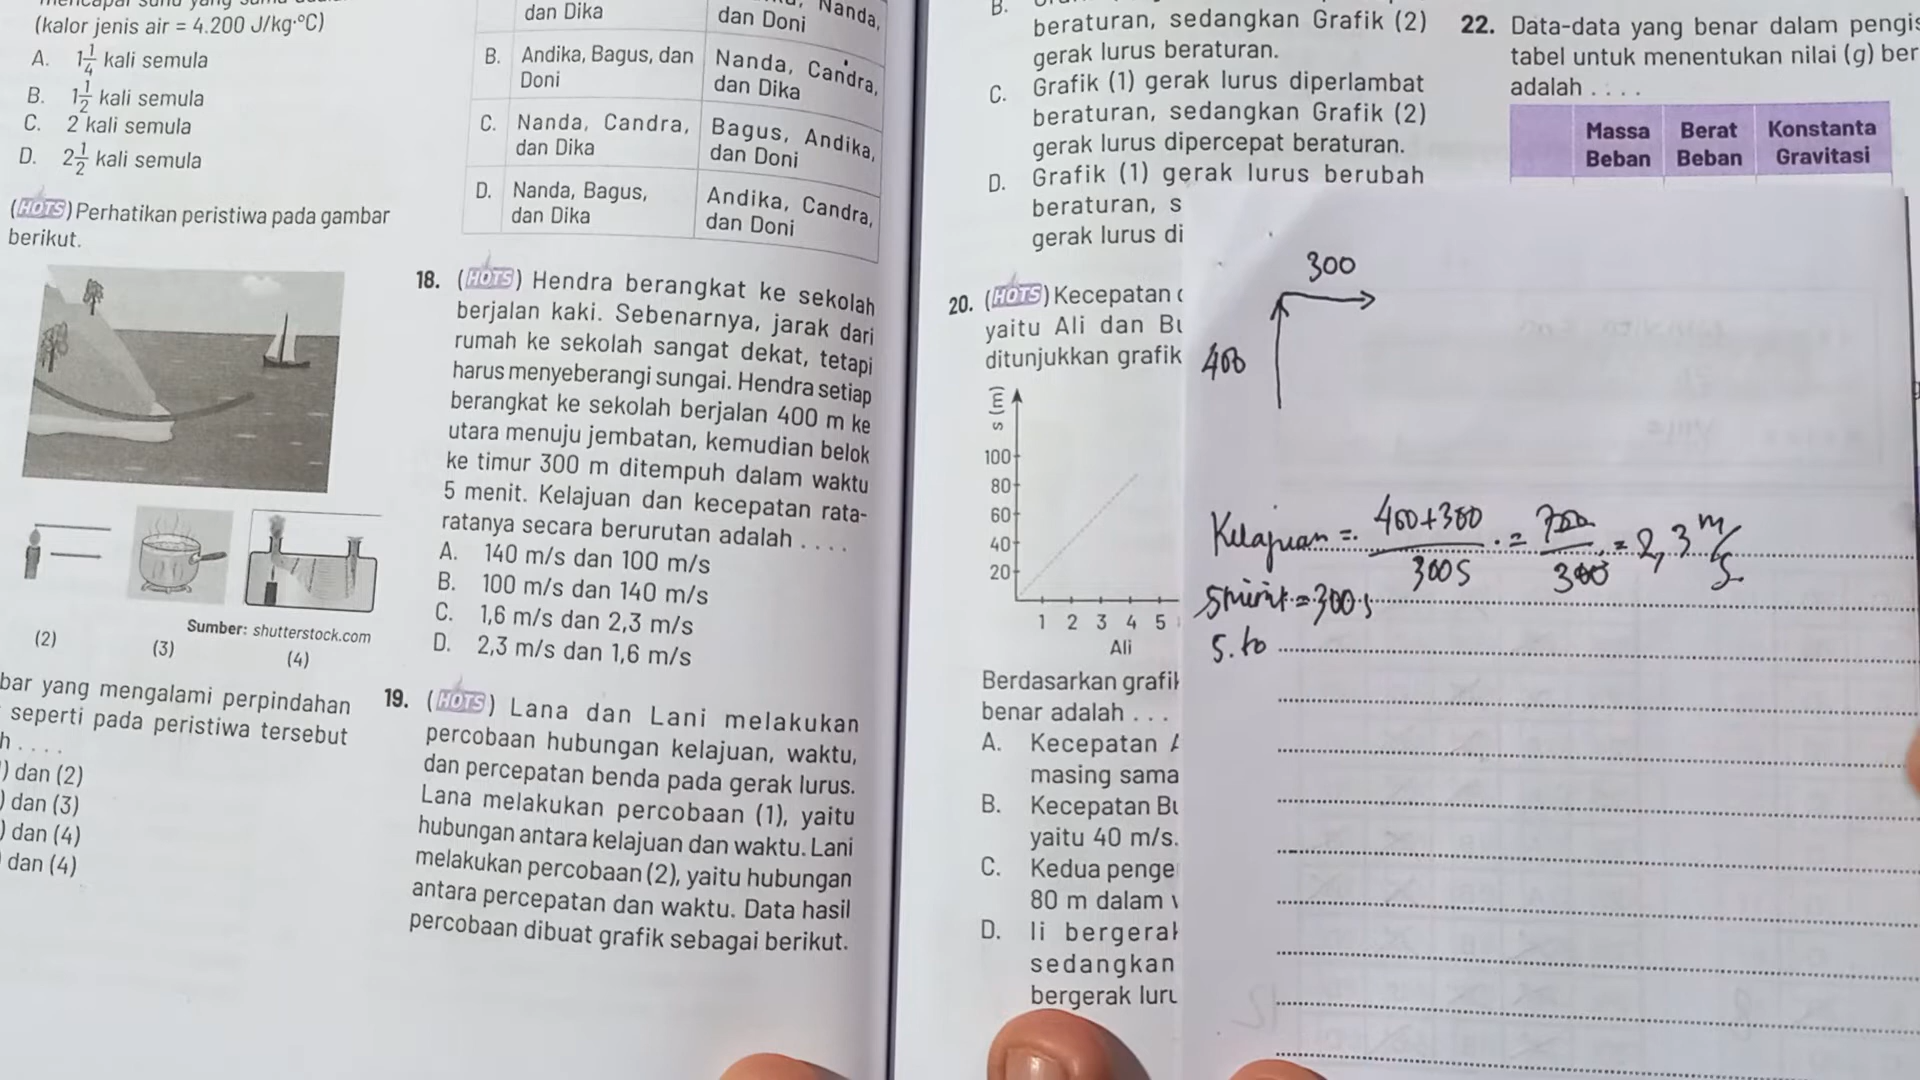 (kalor jenis air = 4.200 J/kg·°C)
A. 1 1/4 kali semula
B. 1 1/2 kali semula
C. 2 kali semula
D. 2 1/2 kali semula
(HOTS) Perhatikan peristiwa pada gambar
berikut.
(2)
(3)
(4)
Sumber: shutterstock.com
bar yang mengalami perpindahan
seperti pada peristiwa tersebut
h . . . .
) dan (2)
) dan (3)
) dan (4)
dan (4)
dan Dika
Nanda,
dan Doni
B. Andika, Bagus, dan
Doni
Nanda, Candra,
dan Dika
C. Nanda, Candra,
dan Dika
Bagus, Andika,
dan Doni
D. Nanda, Bagus,
dan Dika
Andika, Candra,
dan Doni
18. (HOTS) Hendra berangkat ke sekolah
berjalan kaki. Sebenarnya, jarak dari
rumah ke sekolah sangat dekat, tetapi
harus menyeberangi sungai. Hendra setiap
berangkat ke sekolah berjalan 400 m ke
utara menuju jembatan, kemudian belok
ke timur 300 m ditempuh dalam waktu
5 menit. Kelajuan dan kecepatan rata-
ratanya secara berurutan adalah . . . .
A. 140 m/s dan 100 m/s
B. 100 m/s dan 140 m/s
C. 1,6 m/s dan 2,3 m/s
D. 2,3 m/s dan 1,6 m/s
19. (HOTS) Lana dan Lani melakukan
percobaan hubungan kelajuan, waktu,
dan percepatan benda pada gerak lurus.
Lana melakukan percobaan (1), yaitu
hubungan antara kelajuan dan waktu. Lani
melakukan percobaan (2), yaitu hubungan
antara percepatan dan waktu. Data hasil
percobaan dibuat grafik sebagai berikut.
B.
beraturan, sedangkan Grafik (2)
gerak lurus beraturan.
C. Grafik (1) gerak lurus diperlambat
beraturan, sedangkan Grafik (2)
gerak lurus dipercepat beraturan.
D. Grafik (1) gerak lurus berubah
beraturan, s
gerak lurus di
20. (HOTS) Kecepatan
yaitu Ali dan Bu
ditunjukkan grafik
s (m)
100
80
60
40
20
1 2 3 4 5
Ali
Berdasarkan grafik
benar adalah . . .
A. Kecepatan A
masing sama
B. Kecepatan Bu
yaitu 40 m/s.
C. Kedua penge
80 m dalam
D. li bergerak
sedangkan
bergerak luru
22. Data-data yang benar dalam pengis
tabel untuk menentukan nilai (g) ber
adalah . . . .
Massa Beban
Berat Beban
Konstanta Gravitasi
300
400
Kelajuan = 400+300 / 300 s = 700 / 300 = 2,3 m/s
5 menit = 300 s